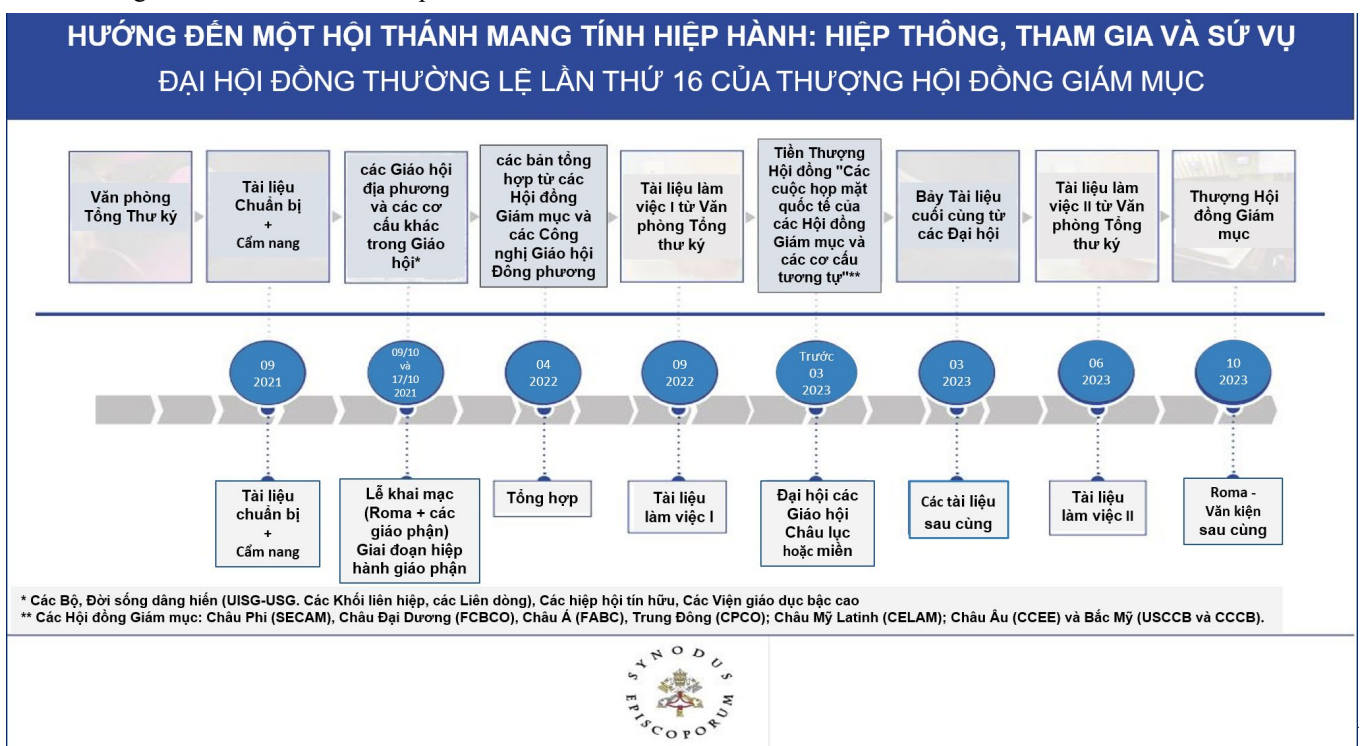 HƯỚNG ĐẾN MỘT HỘI THÁNH MANG TÍNH HIỆP HÀNH: HIỆP THÔNG, THAM GIA VÀ SỨ VỤ
ĐẠI HỘI ĐỒNG THƯỜNG LỆ LẦN THỨ 16 CỦA THƯỢNG HỘI ĐỒNG GIÁM MỤC
Văn phòng
Tổng Thư ký
Tài liệu
Chuẩn bị
+
Cẩm nang
các Giáo hội
địa phương
và các cơ
cấu khác
trong Giáo
hội*
các bản tổng
hợp từ các
Hội đồng
Giám mục và
các Công
nghị Giáo hội
Đông phương
Tài liệu làm
việc I từ Văn
phòng Tổng
thư ký
Tiền Thượng
Hội đồng "Các
cuộc họp mặt
quốc tế của
các Hội đồng
Giám mục và
các cơ cấu
tương tự"**
Bảy Tài liệu
cuối cùng từ
các Đại hội
Tài liệu làm
việc II từ Văn
phòng Tổng
thư ký
Thượng Hội
đồng Giám
mục
09
2021
09/10
và
17/10
2021
04
2022
09
2022
Trước
03
2023
03
2023
06
2023
10
2023
Tài liệu
chuẩn bị
+
Cẩm nang
Lễ khai mạc
(Roma + các
giáo phận)
Giai đoạn hiệp
hành giáo phận
Tổng hợp
Tài liệu
làm việc I
Đại hội các
Giáo hội
Châu lục
hoặc miền
Các tài liệu
sau cùng
Tài liệu
làm việc II
Roma -
Văn kiện
sau cùng
* Các Bộ, Đời sống dâng hiến (UISG-USG. Các Khối liên hiệp, các Liên dòng), Các hiệp hội tín hữu, Các Viện giáo dục bậc cao
** Các Hội đồng Giám mục: Châu Phi (SECAM), Châu Đại Dương (FCBCO), Châu Á (FABC), Trung Đông (CPCO); Châu Mỹ Latinh (CELAM); Châu Âu (CCEE) và Bắc Mỹ (USCCB và CCCB).
SYNODUS
EPISCOPORUM